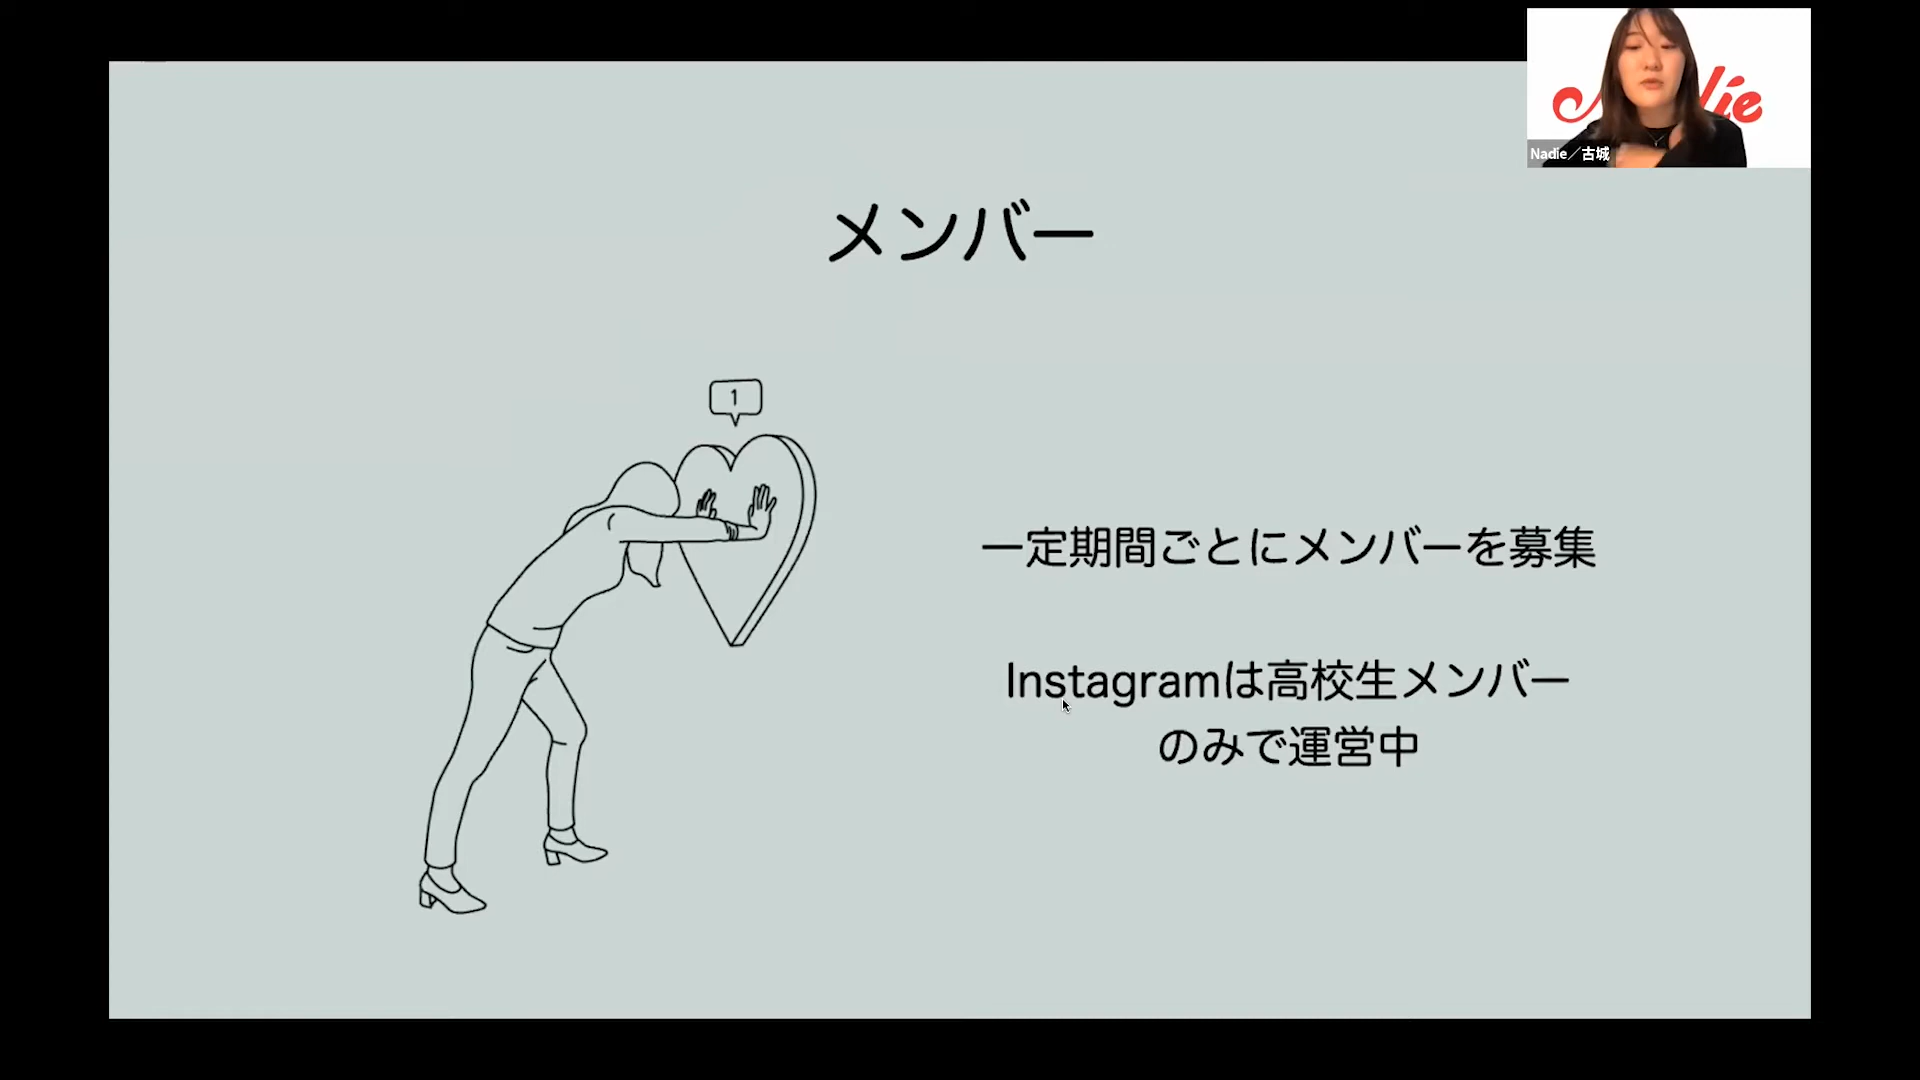 メンバー
1
一定期間ごとにメンバーを募集
Instagramは高校生メンバー
のみで運営中
Nadie／古城